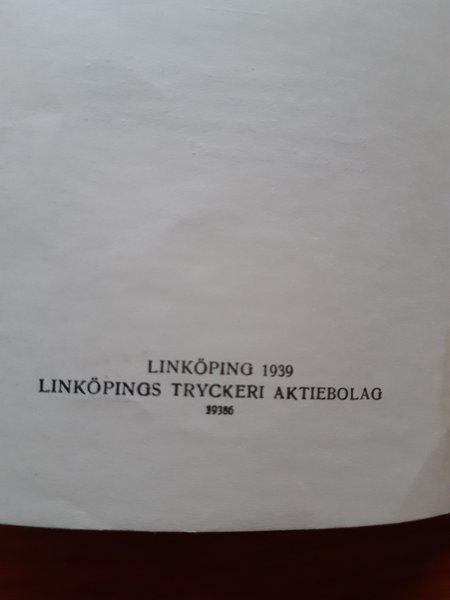 LINKÖPING 1939
LINKÖPINGS TRYCKERI AKTIEBOLAG
39386